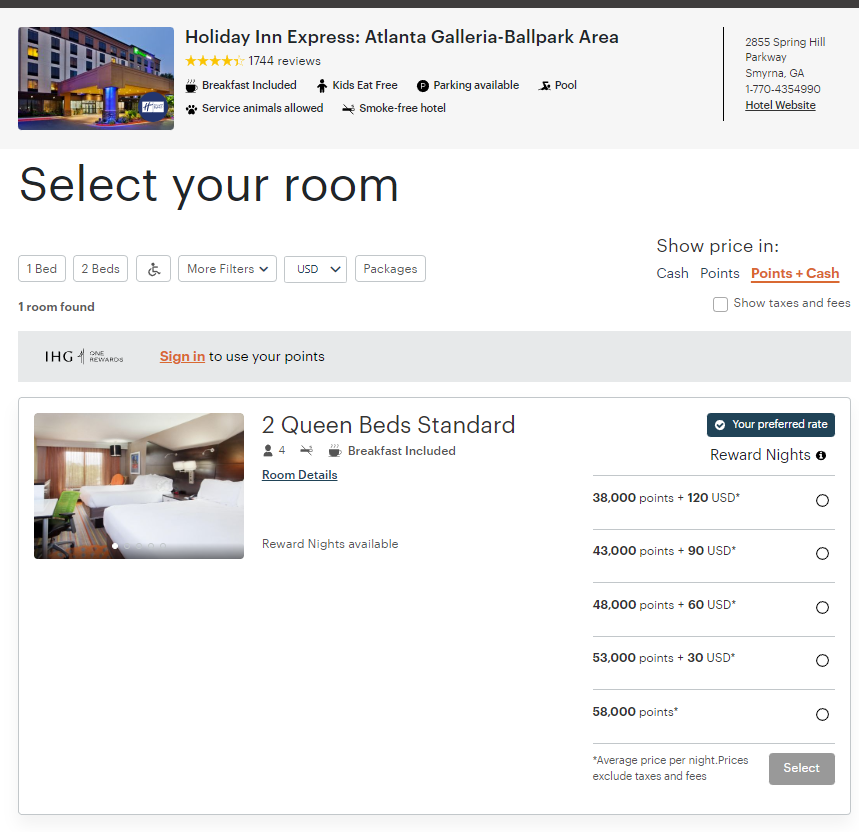 Holiday Inn Express: Atlanta Galleria-Ballpark Area
1744 reviews
Breakfast Included Kids Eat Free P Parking available Pool
Service animals allowed Smoke-free hotel
2855 Spring Hill
Parkway
Smyrna, GA
1-770-4354990
Hotel Website
Select your room
Show price in:
Cash Points Points + Cash
Show taxes and fees
1 Bed 2 Beds More Filters USD Packages
1 room found
IHG ONE REWARDS Sign in to use your points
2 Queen Beds Standard
4 Breakfast Included
Room Details
Reward Nights available
Your preferred rate
Reward Nights
38,000 points + 120 USD*
43,000 points + 90 USD*
48,000 points + 60 USD*
53,000 points + 30 USD*
58,000 points*
*Average price per night.Prices
exclude taxes and fees
Select